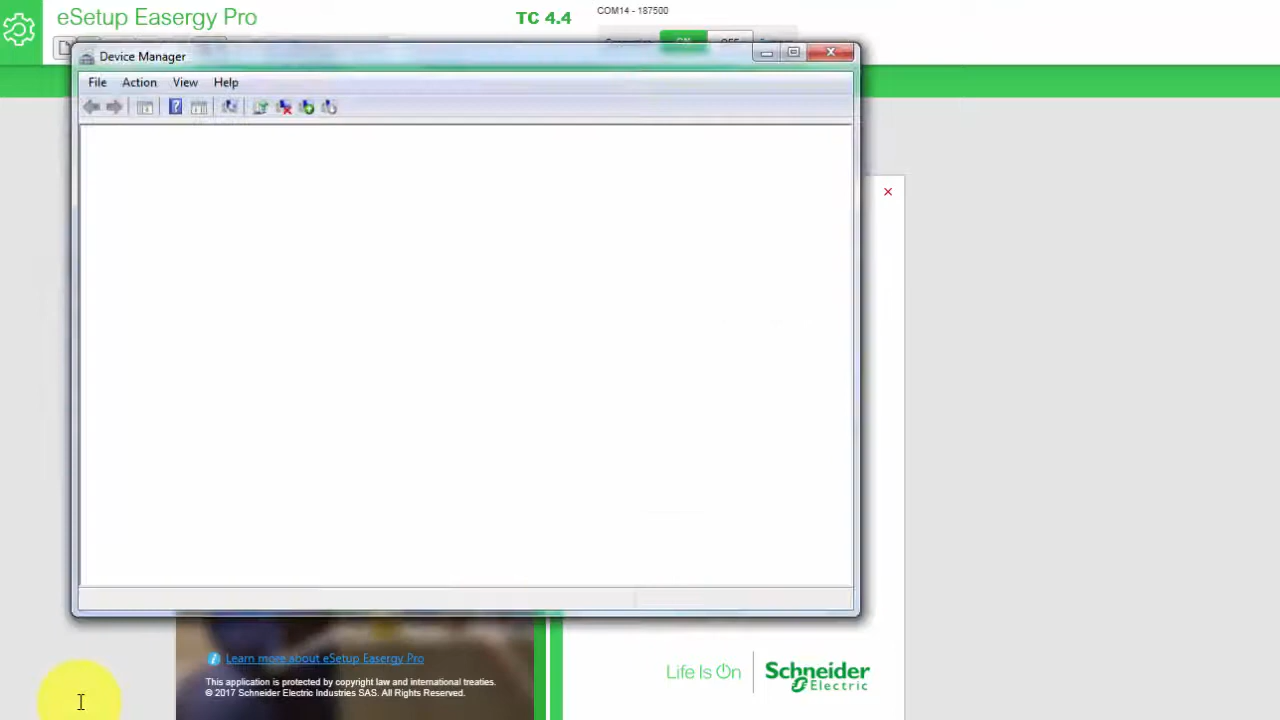 eSetup Easergy Pro
TC 4.4
COM14 - 187500
Device Manager
File Action View Help
Learn more about eSetup Easergy Pro
This application is protected by copyright law and international treaties.
© 2017 Schneider Electric Industries SAS. All Rights Reserved.
Life Is On
Schneider
Electric